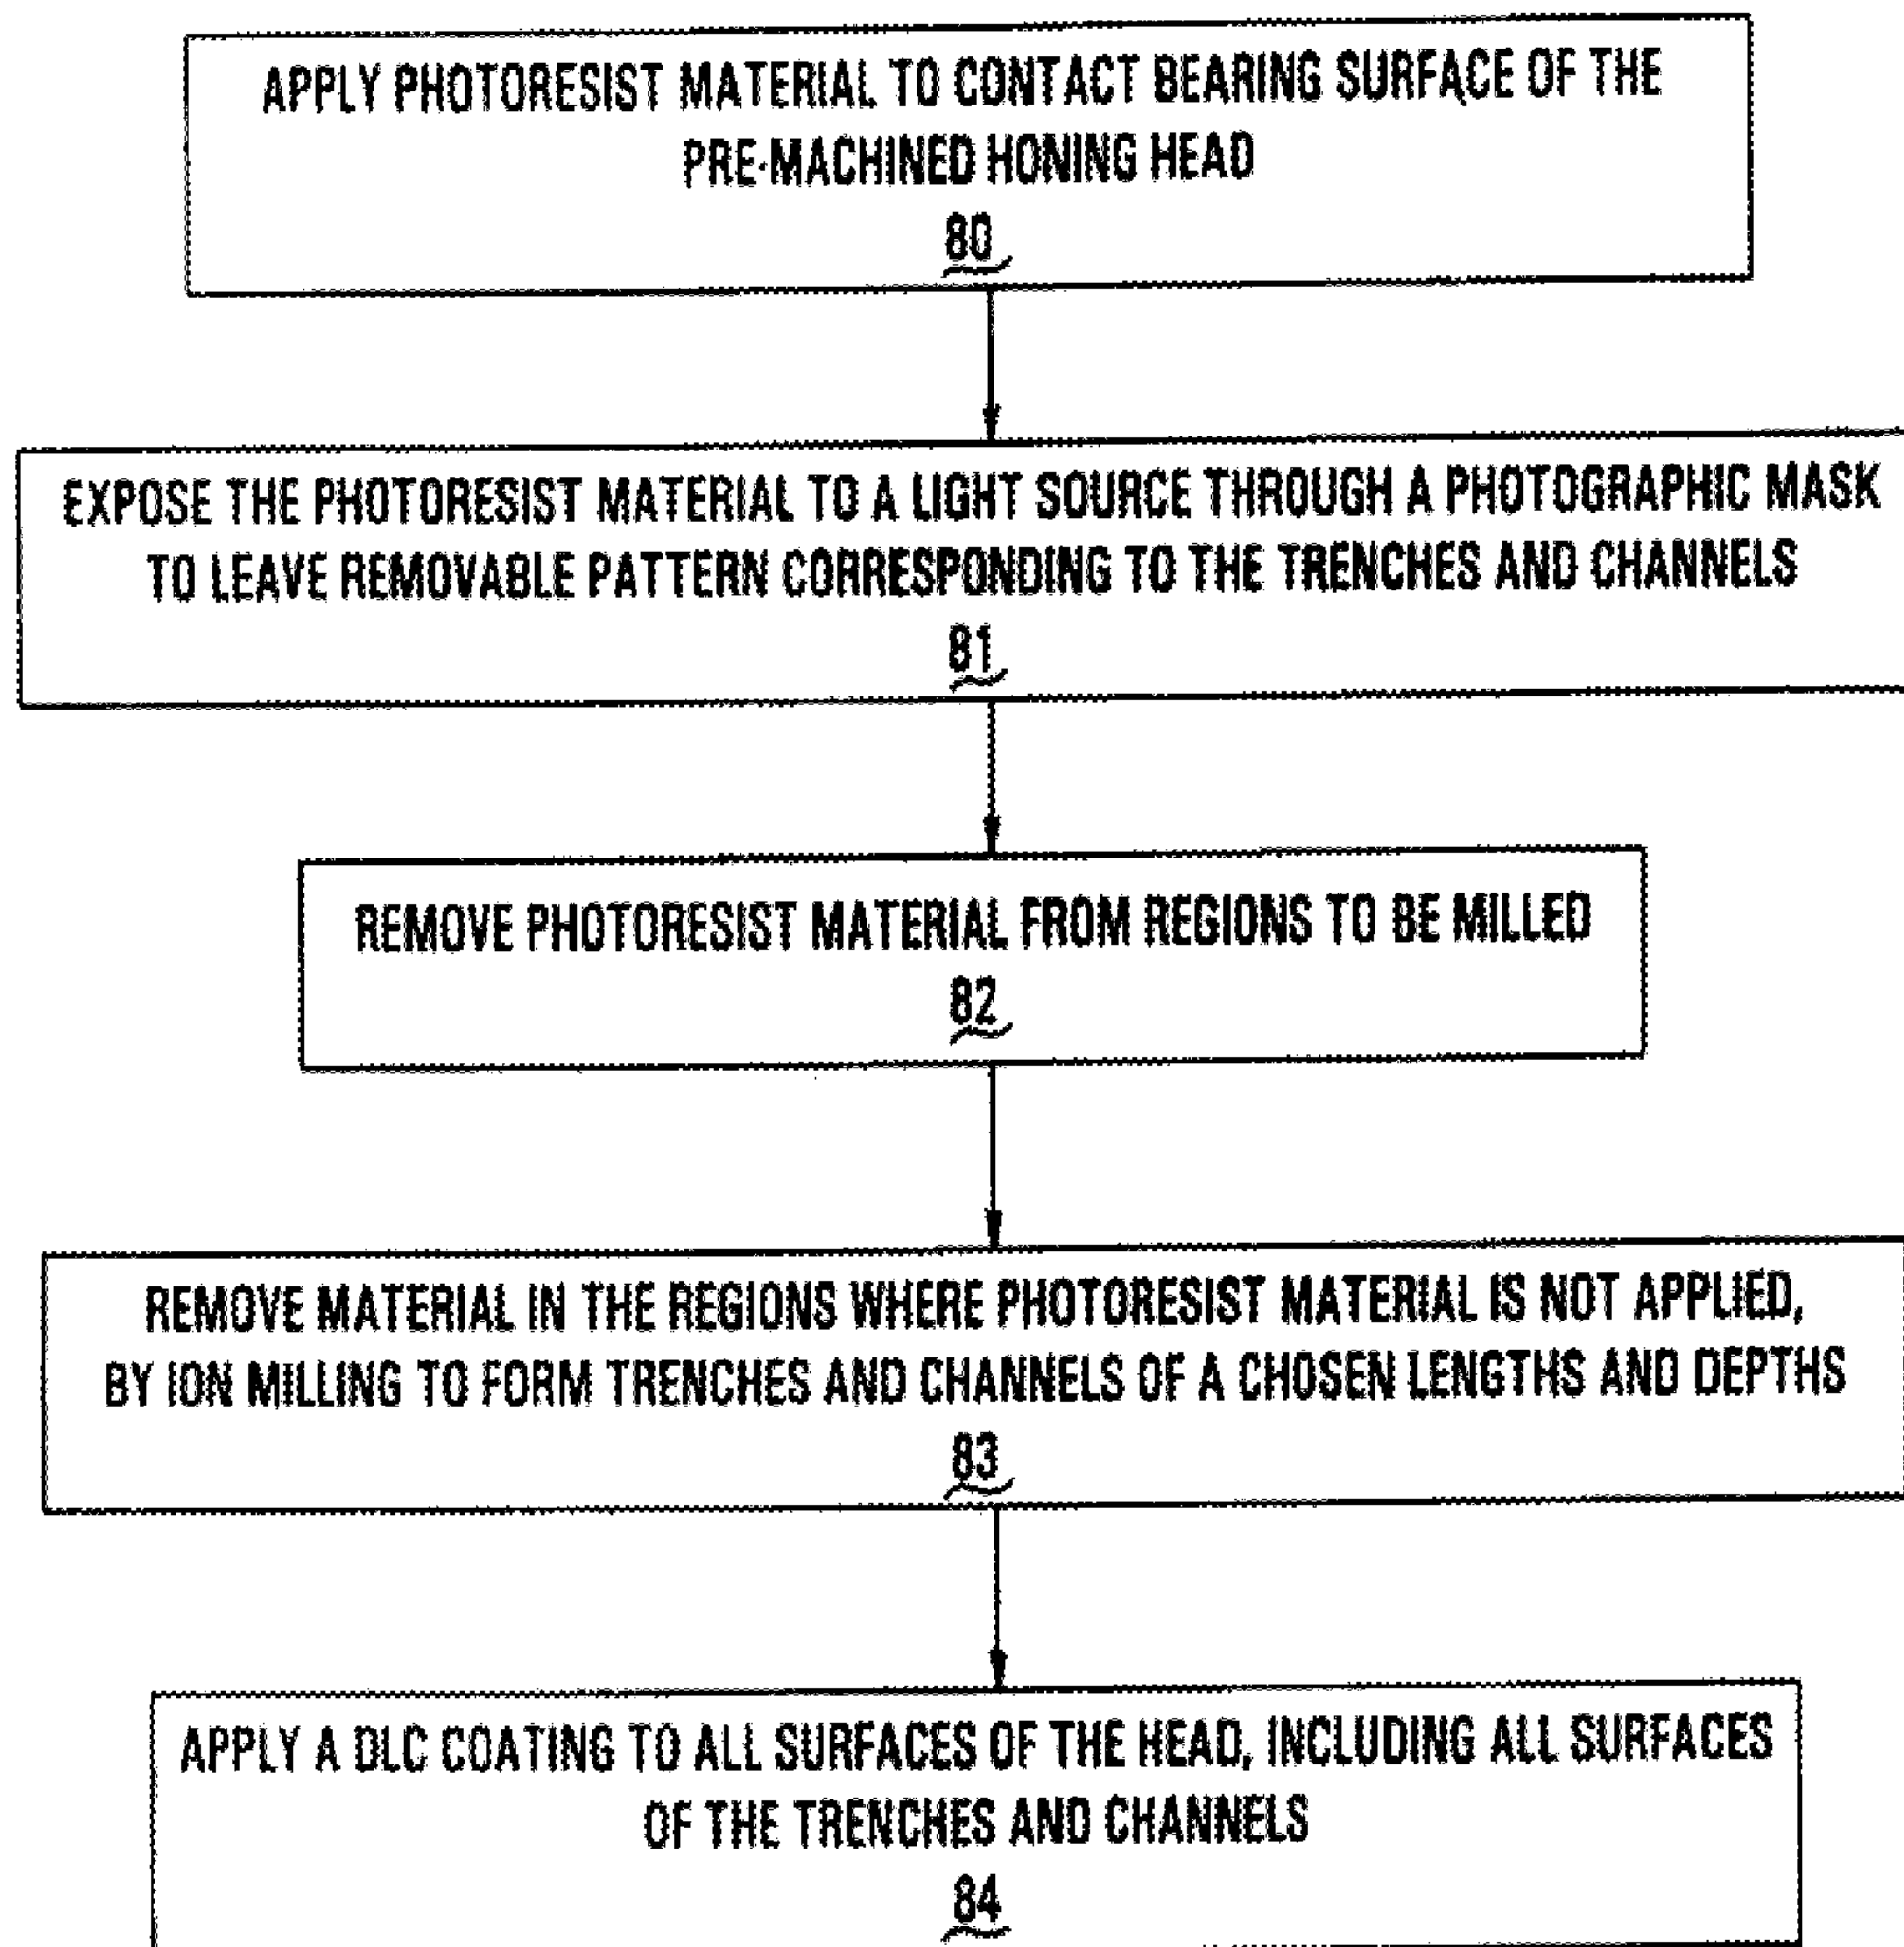 APPLY PHOTORESIST MATERIAL TO CONTACT BEARING SURFACE OF THE
PRE-MACHINED HONING HEAD
80
EXPOSE THE PHOTORESIST MATERIAL TO A LIGHT SOURCE THROUGH A PHOTOGRAPHIC MASK
TO LEAVE REMOVABLE PATTERN CORRESPONDING TO THE TRENCHES AND CHANNELS
81
REMOVE PHOTORESIST MATERIAL FROM REGIONS TO BE MILLED
82
REMOVE MATERIAL IN THE REGIONS WHERE PHOTORESIST MATERIAL IS NOT APPLIED,
BY ION MILLING TO FORM TRENCHES AND CHANNELS OF A CHOSEN LENGTHS AND DEPTHS
83
APPLY A DLC COATING TO ALL SURFACES OF THE HEAD, INCLUDING ALL SURFACES
OF THE TRENCHES AND CHANNELS
84